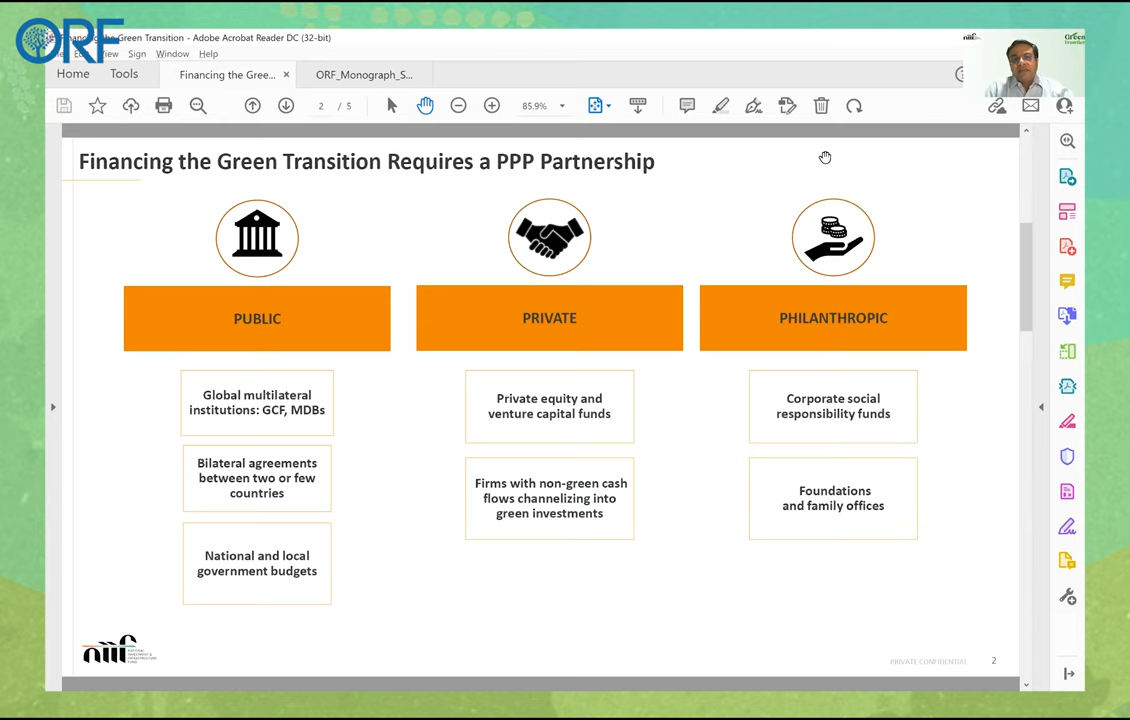 ORF
Financing the Green Transition - Adobe Acrobat Reader DC (32-bit)
View Sign Window Help
Home Tools Financing the Gree... × ORF_Monograph_S...
2 / 5 85.9%
Financing the Green Transition Requires a PPP Partnership
PUBLIC
PRIVATE
PHILANTHROPIC
Global multilateral
institutions: GCF, MDBs
Bilateral agreements
between two or few
countries
National and local
government budgets
Private equity and
venture capital funds
Firms with non-green cash
flows channelizing into
green investments
Corporate social
responsibility funds
Foundations
and family offices
niif
NATIONAL
INVESTMENT &
INFRASTRUCTURE
FUND
PRIVATE CONFIDENTIAL
2